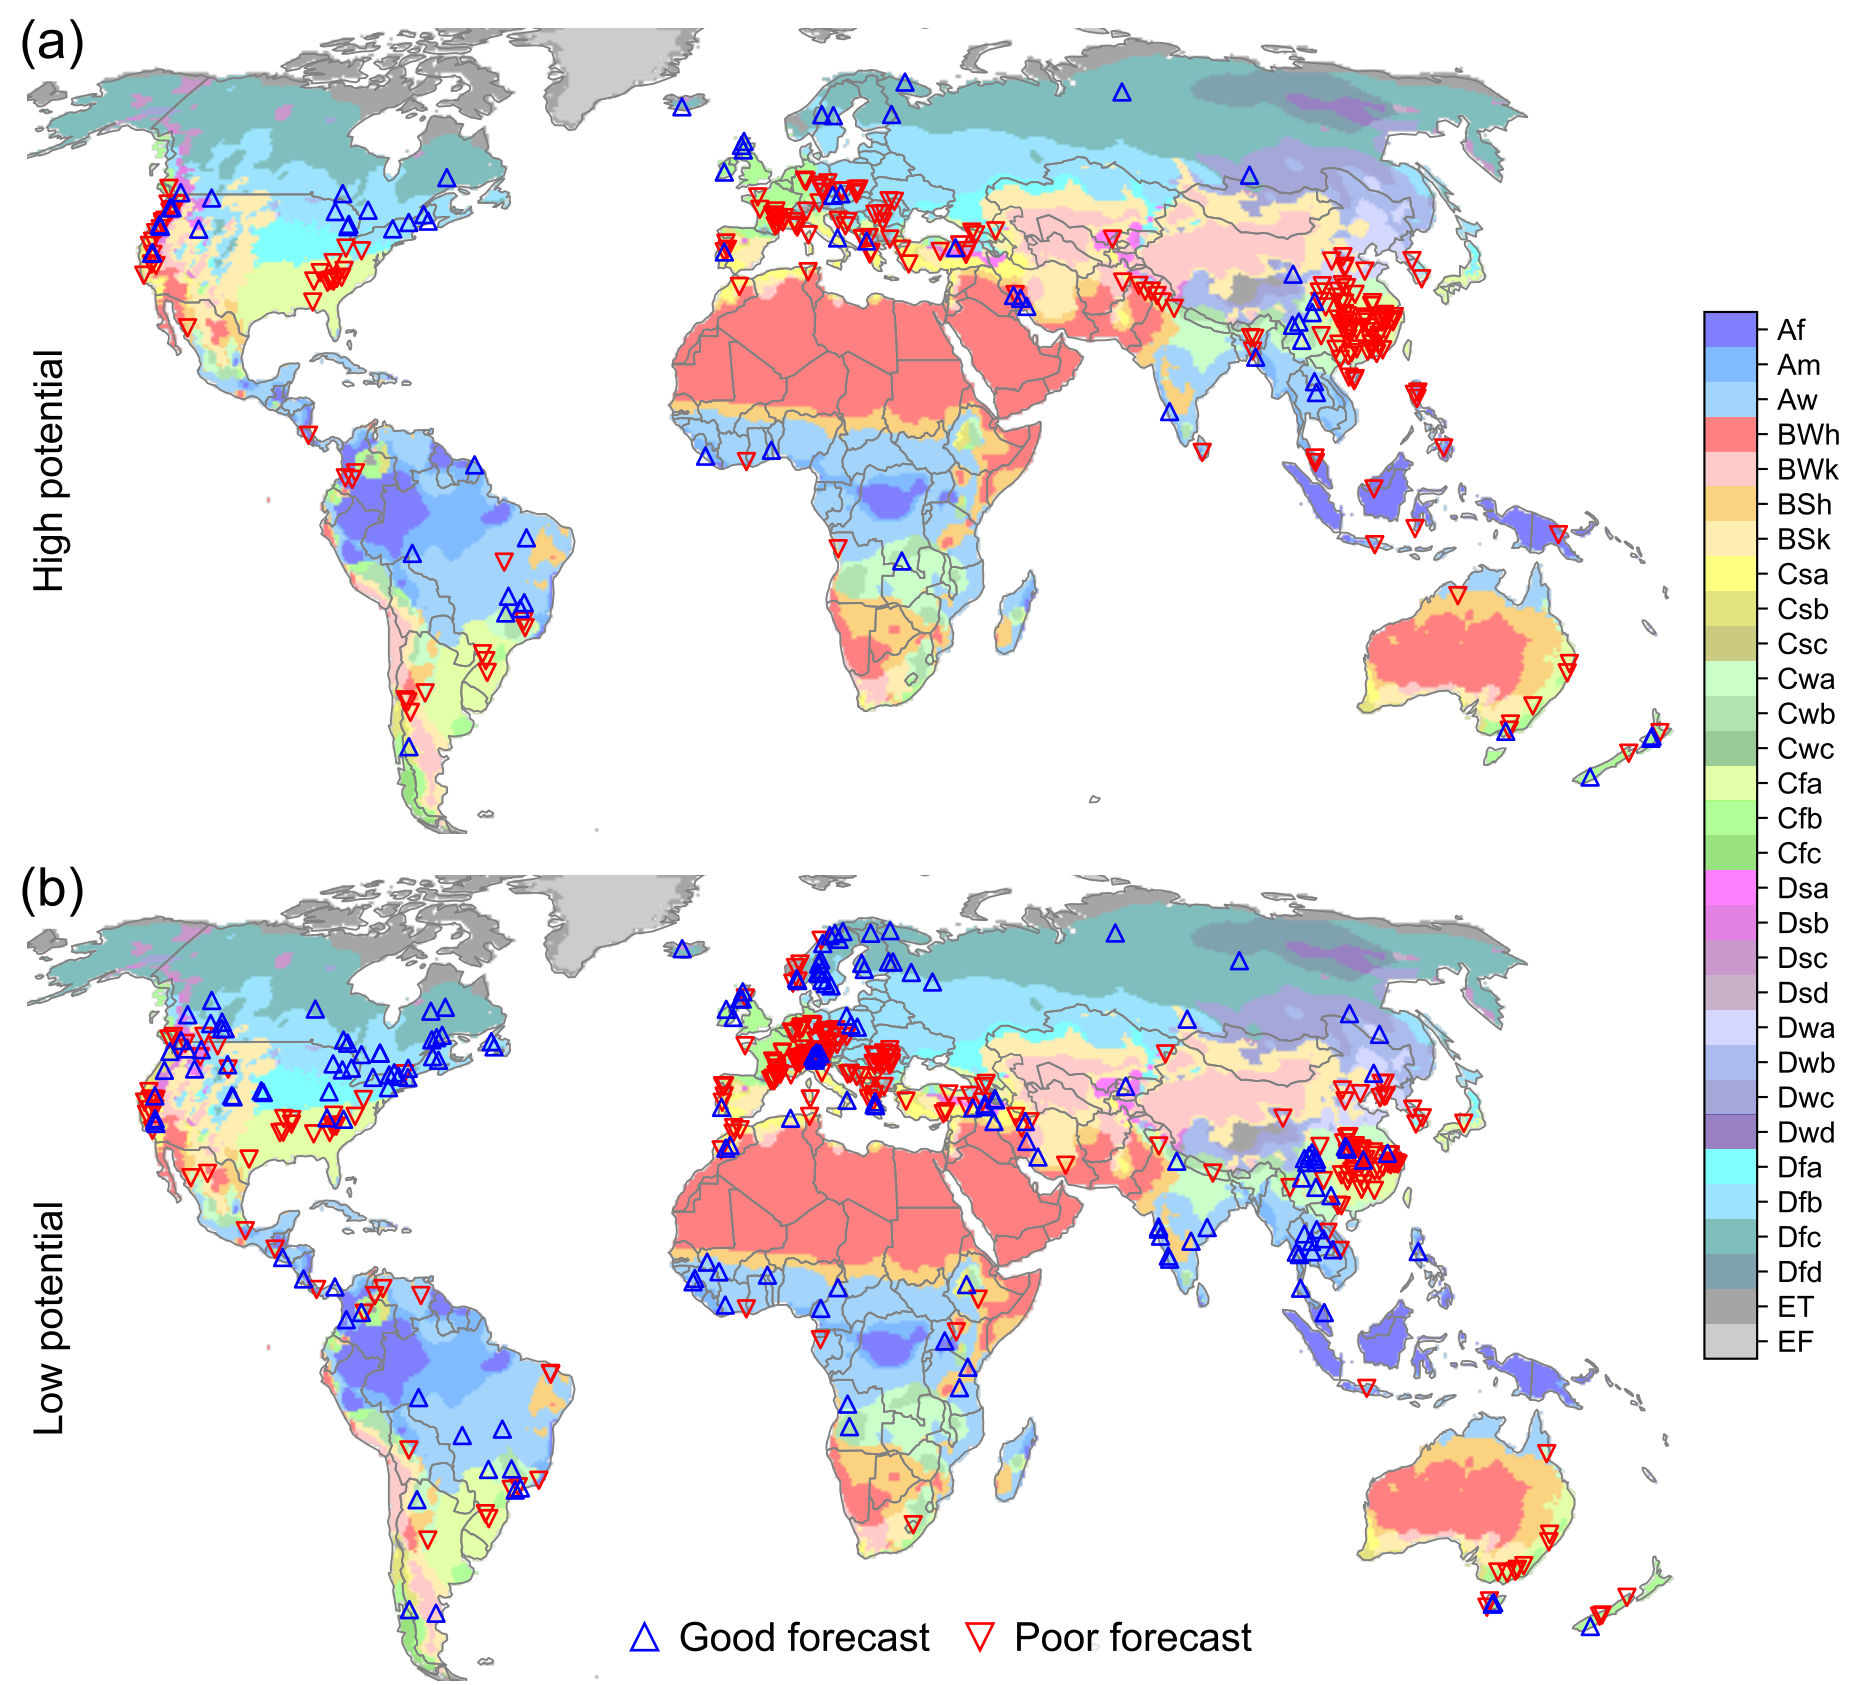 (a)
High potential
(b)
Low potential
Good forecast
Poor forecast
Af
Am
Aw
BWh
BWk
BSh
BSk
Csa
Csb
Csc
Cwa
Cwb
Cwc
Cfa
Cfb
Cfc
Dsa
Dsb
Dsc
Dsd
Dwa
Dwb
Dwc
Dwd
Dfa
Dfb
Dfc
Dfd
ET
EF